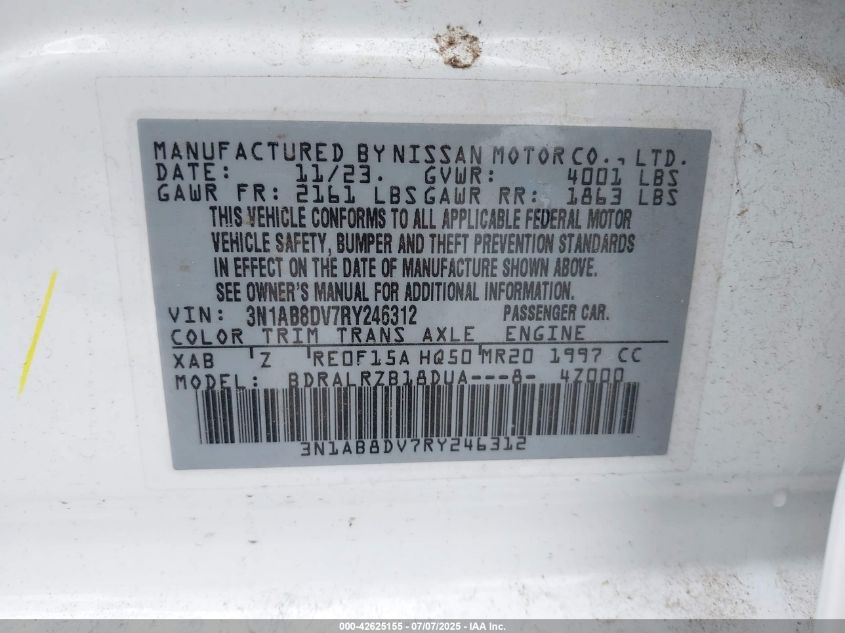 MANUFACTURED BY NISSAN MOTOR CO., LTD.
DATE: 11/23. GVWR: 4001 LBS
GAWR FR: 2161 LBS GAWR RR: 1863 LBS
THIS VEHICLE CONFORMS TO ALL APPLICABLE FEDERAL MOTOR
VEHICLE SAFETY, BUMPER AND THEFT PREVENTION STANDARDS
IN EFFECT ON THE DATE OF MANUFACTURE SHOWN ABOVE.
SEE OWNER'S MANUAL FOR ADDITIONAL INFORMATION.
VIN: 3N1AB8DV7RY246312 PASSENGER CAR.
COLOR TRIM TRANS AXLE ENGINE
XAB Z RE0F15A HQ50 MR20 1997 CC
MODEL: BDRALRZB18DUA---8- 4Z000
3N1AB8DV7RY246312
000-42625155 - 07/07/2025 - IAA Inc.